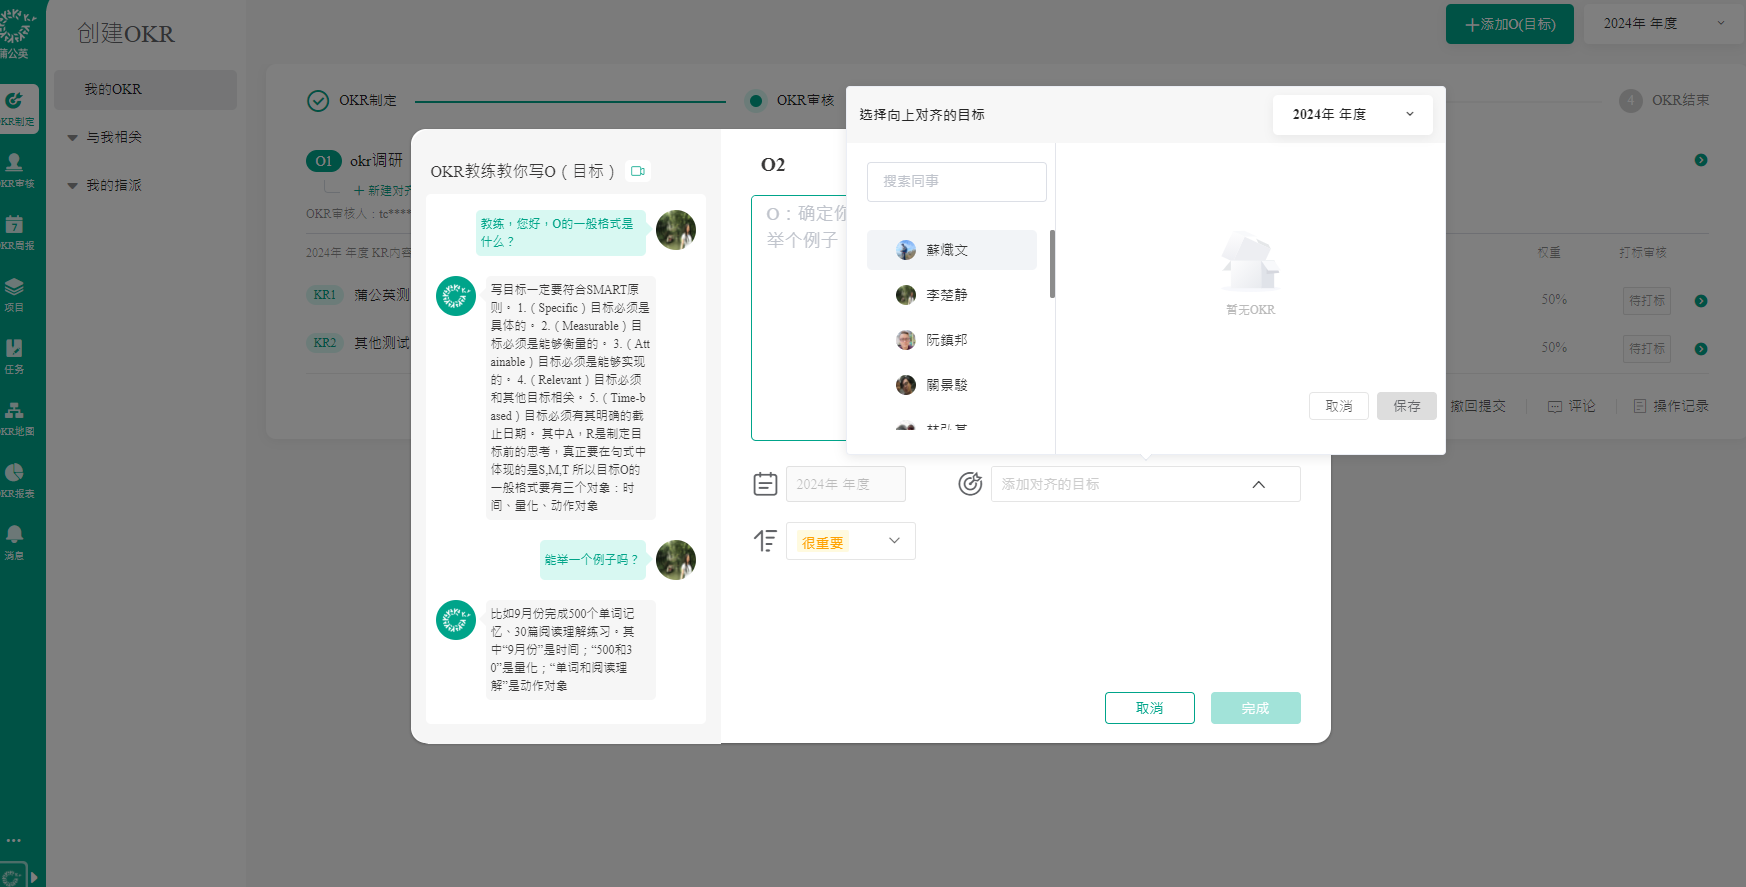 蒲公英
OKR制定
OKR审核
OKR周报
项目
任务
OKR地图
OKR报表
消息
创建OKR
我的OKR
与我相关
我的指派
添加O(目标)
2024年 年度
OKR制定
OKR审核
4 OKR结束
O1 okr调研
新建对齐
OKR审核人：tc****
2024年 年度 KR内容
权重
打标审核
KR1 蒲公英测
50%
待打标
KR2 其他测试
50%
待打标
撤回提交
评论
操作记录
OKR教练教你写O（目标）
教练，您好，O的一般格式是
什么？
写目标一定要符合SMART原
则。 1.（Specific）目标必须是
具体的。 2.（Measurable）目
标必须是能够衡量的。 3.（Att
ainable）目标必须是能够实现
的。 4.（Relevant）目标必须
和其他目标相关。 5.（Time-b
ased）目标必须有其明确的截
止日期。 其中A，R是制定目
标前的思考，真正要在句式中
体现的是S,M,T 所以目标O的
一般格式要有三个对象：时
间、量化、动作对象
能举一个例子吗？
比如9月份完成500个单词记
忆、30篇阅读理解练习。其
中“9月份”是时间；“500和3
0”是量化；“单词和阅读理
解”是动作对象
O2
O：确定你
举个例子
2024年 年度
添加对齐的目标
很重要
取消
完成
选择向上对齐的目标
2024年 年度
搜索同事
蘇熾文
李楚静
阮鎮邦
關景駿
暂无OKR
取消
保存